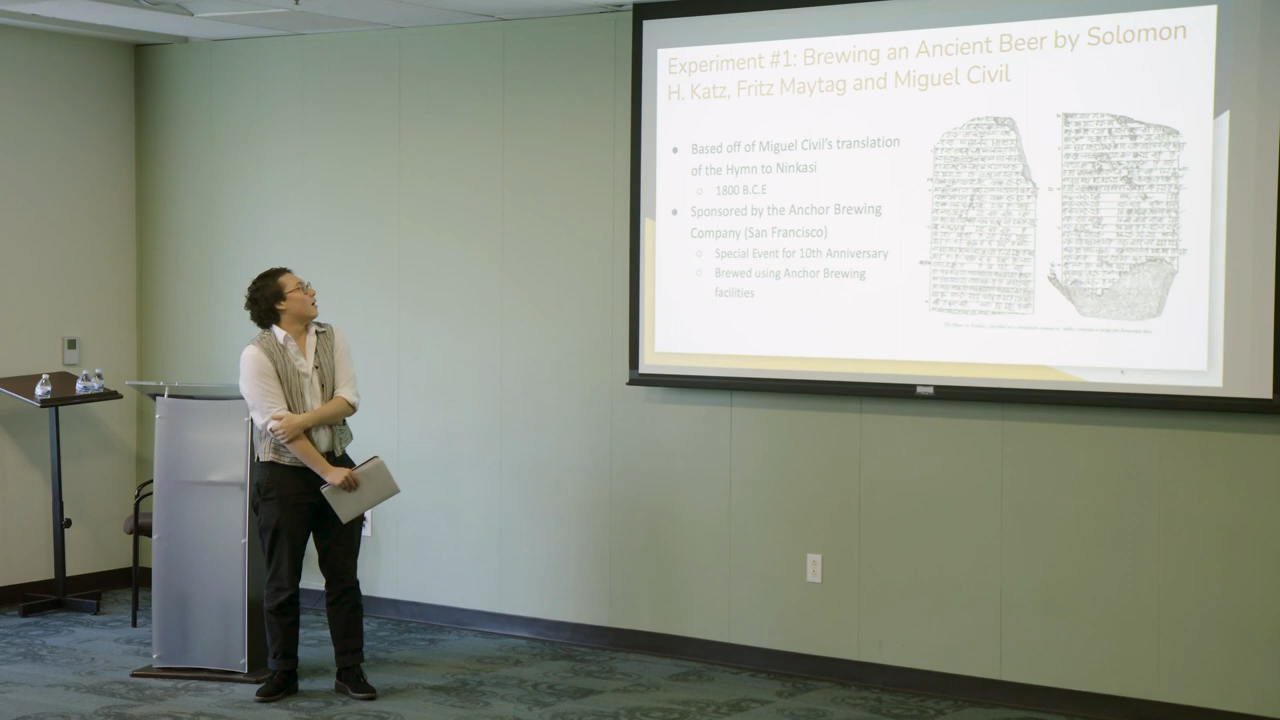 Experiment #1: Brewing an Ancient Beer by Solomon
H. Katz, Fritz Maytag and Miguel Civil
Based off of Miguel Civil's translation
of the Hymn to Ninkasi
1800 B.C.E
Sponsored by the Anchor Brewing
Company (San Francisco)
Special Event for 10th Anniversary
Brewed using Anchor Brewing
facilities